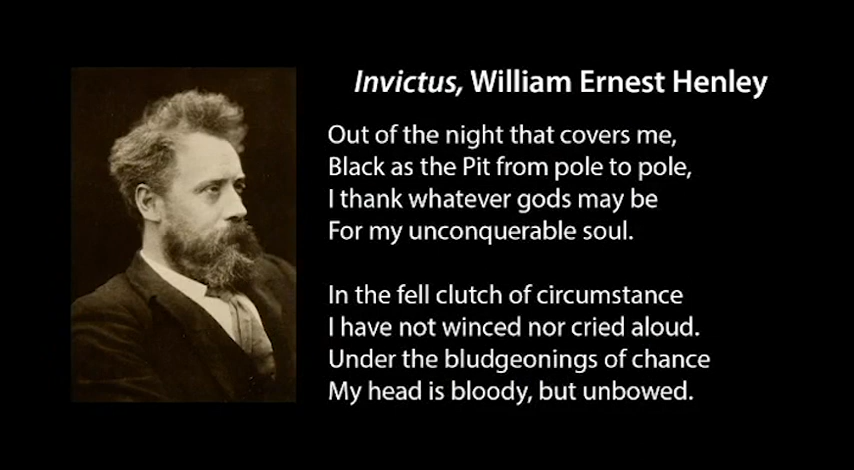 Invictus, William Ernest Henley
Out of the night that covers me,
Black as the Pit from pole to pole,
I thank whatever gods may be
For my unconquerable soul.
In the fell clutch of circumstance
I have not winced nor cried aloud.
Under the bludgeonings of chance
My head is bloody, but unbowed.